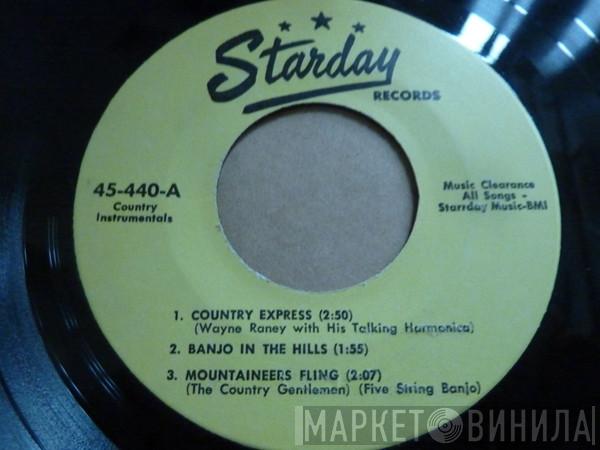 Starday
RECORDS
45-440-A
Country
Instrumentals
Music Clearance
All Songs -
Starrday Music-BMI
1. COUNTRY EXPRESS (2:50)
(Wayne Raney with His Talking Harmonica)
2. BANJO IN THE HILLS (1:55)
3. MOUNTAINEERS FLING (2:07)
(The Country Gentlemen) (Five String Banjo)
МАРКЕТ ВИНИЛА